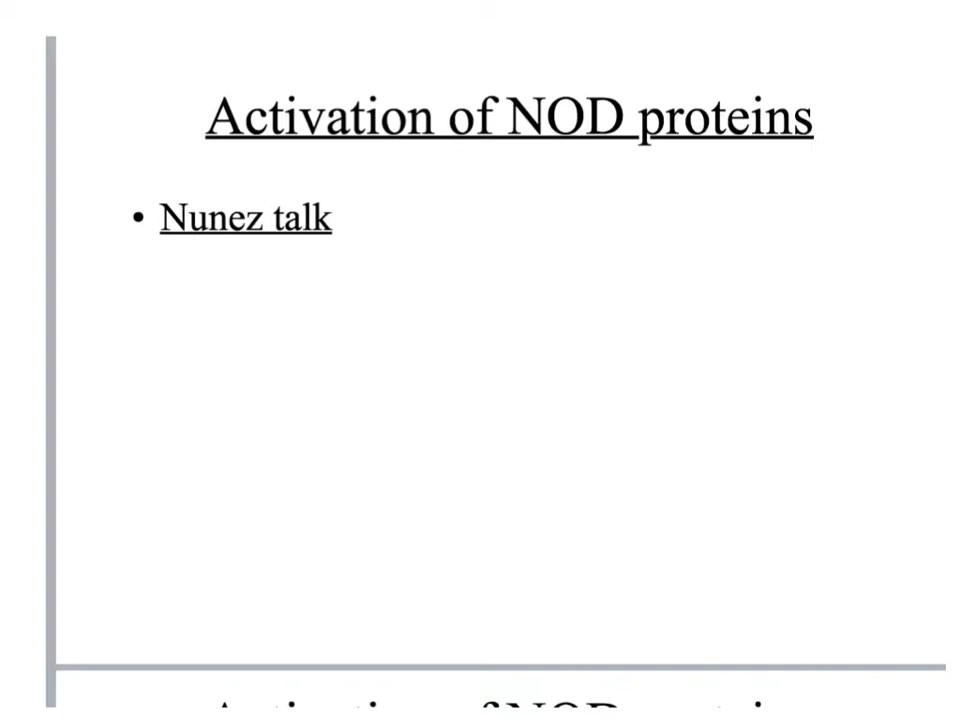 Activation of NOD proteins
• Nunez talk
Activation of NOD proteins